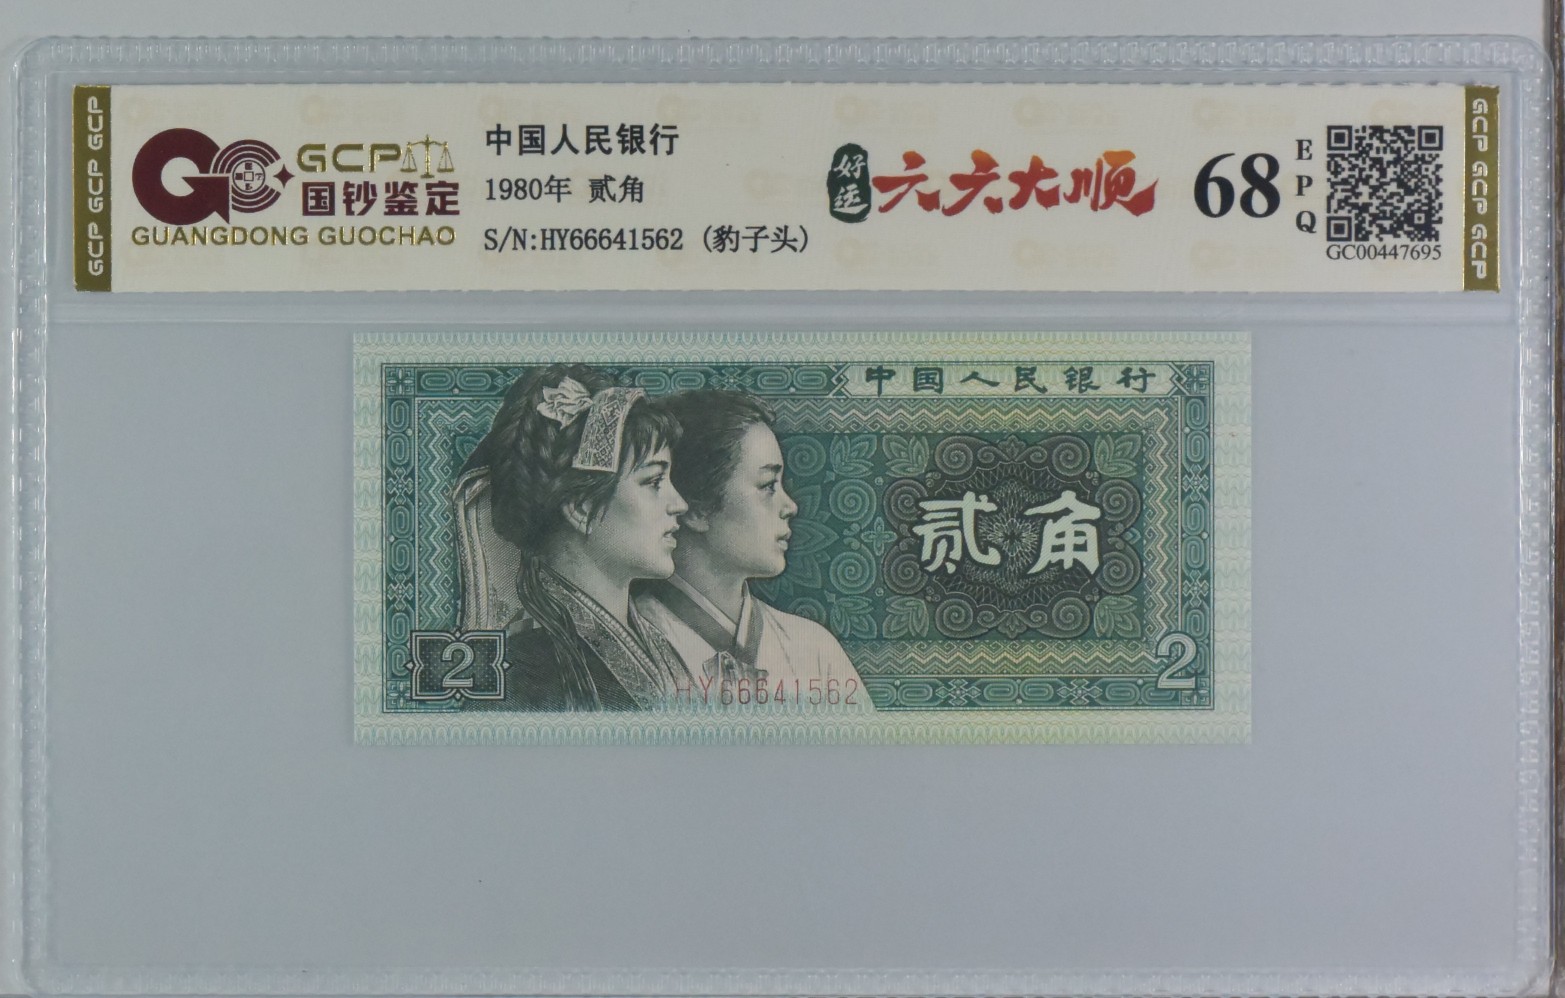 GCP GCP GCP
GC
GCP
国钞鉴定
GUANGDONG GUOCHAO
中国人民银行
1980年 贰角
S/N:HY66641562 (豹子头)
好运
六六大顺
68
EPQ
GC00447695
GCP GCP GCP
中国人民银行
贰角
2
2
HY66641562